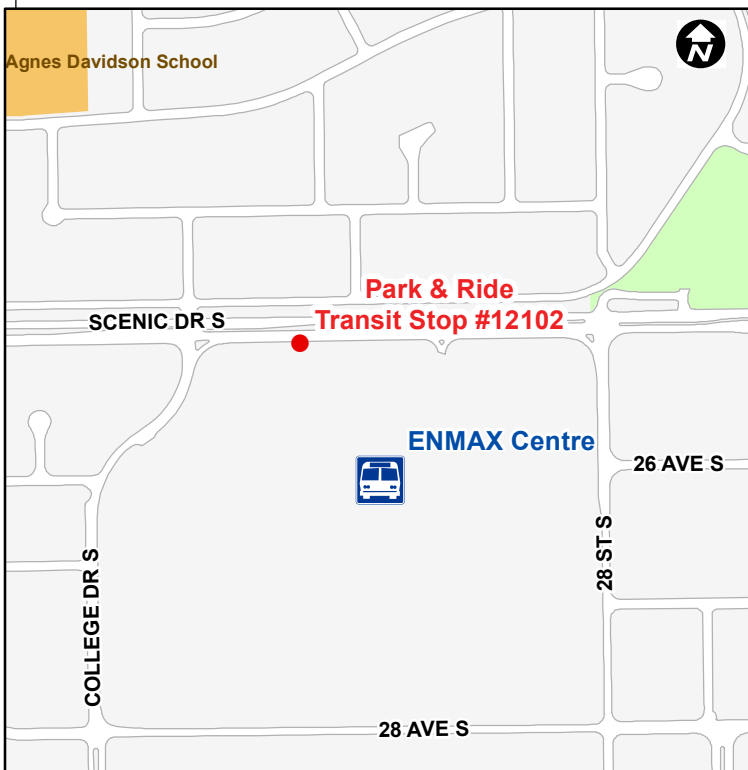 N
Agnes Davidson School
Park & Ride
SCENIC DR S
Transit Stop #12102
ENMAX Centre
26 AVE S
28 ST S
COLLEGE DR S
28 AVE S